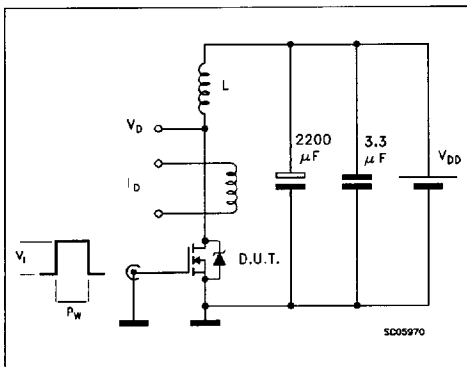 L
V_D
2200 μF
3.3 μF
V_DD
I_D
V_i
D.U.T.
P_W
SC05970